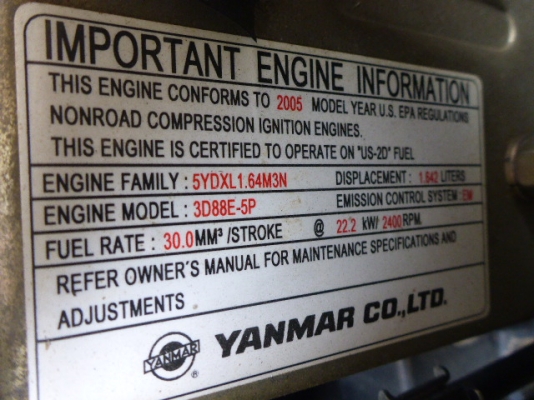 IMPORTANT ENGINE INFORMATION
THIS ENGINE CONFORMS TO 2005 MODEL YEAR U.S. EPA REGULATIONS
NONROAD COMPRESSION IGNITION ENGINES.
THIS ENGINE IS CERTIFIED TO OPERATE ON "US-2D" FUEL
ENGINE FAMILY : 5YDXL1.64M3N DISPLACEMENT : 1.642 LITERS
ENGINE MODEL : 3D88E-5P EMISSION CONTROL SYSTEM : EM
FUEL RATE : 30.0 MM³ /STROKE @ 22.2 kW/ 2400 RPM
REFER OWNER'S MANUAL FOR MAINTENANCE SPECIFICATIONS AND
ADJUSTMENTS
YANMAR YANMAR CO.,LTD.